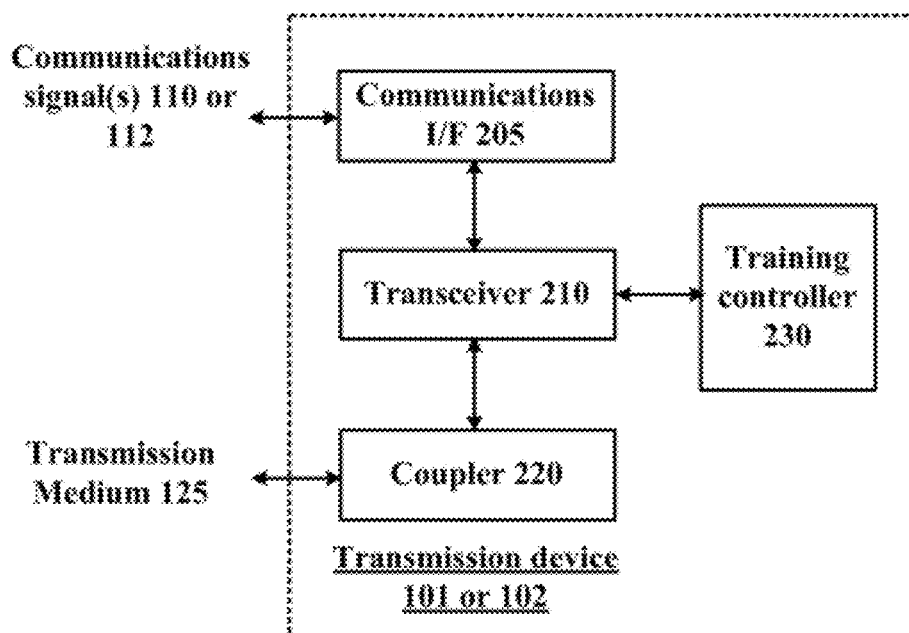 Communications
signal(s) 110 or
112
Communications
I/F 205
Transceiver 210
Training
controller
230
Transmission
Medium 125
Coupler 220
Transmission device
101 or 102